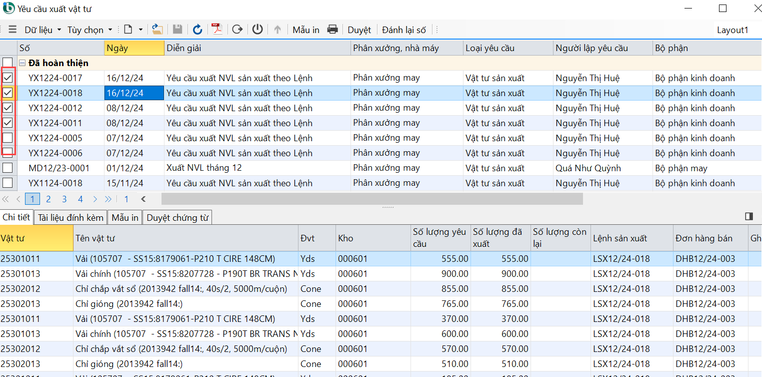 Yêu cầu xuất vật tư
Dữ liệu Tùy chọn Mẫu in Duyệt Đánh lại số Layout1
Số Ngày Diễn giải Phân xưởng, nhà máy Loại yêu cầu Người lập yêu cầu Bộ phận
Đã hoàn thiện
YX1224-0017 16/12/24 Yêu cầu xuất NVL sản xuất theo Lệnh Phân xưởng may Vật tư sản xuất Nguyễn Thị Huệ Bộ phận kinh doanh
YX1224-0018 16/12/24 Yêu cầu xuất NVL sản xuất theo Lệnh Phân xưởng may Vật tư sản xuất Nguyễn Thị Huệ Bộ phận kinh doanh
YX1224-0012 08/12/24 Yêu cầu xuất NVL sản xuất theo Lệnh Phân xưởng may Vật tư sản xuất Nguyễn Thị Huệ Bộ phận kinh doanh
YX1224-0011 08/12/24 Yêu cầu xuất NVL sản xuất theo Lệnh Phân xưởng may Vật tư sản xuất Nguyễn Thị Huệ Bộ phận kinh doanh
YX1224-0005 07/12/24 Yêu cầu xuất NVL sản xuất theo Lệnh Phân xưởng may Vật tư sản xuất Nguyễn Thị Huệ Bộ phận kinh doanh
YX1224-0006 07/12/24 Yêu cầu xuất NVL sản xuất theo Lệnh Phân xưởng may Vật tư sản xuất Nguyễn Thị Huệ Bộ phận kinh doanh
MD12/23-0001 01/12/24 Xuất NVL tháng 12 Phân xưởng may Vật tư sản xuất Quá Như Quỳnh Bộ phận may
YX1124-0018 15/11/24 Yêu cầu xuất NVL sản xuất theo Lệnh Phân xưởng may Vật tư sản xuất Nguyễn Thị Huệ Bộ phận kinh doanh
1 2 3 4 1
Chi tiết Tài liệu đính kèm Mẫu in Duyệt chứng từ
Vật tư Tên vật tư Đvt Kho Số lượng yêu cầu Số lượng đã xuất Số lượng còn lại Lệnh sản xuất Đơn hàng bán Gh
25301011 Vải (105707 - SS15:8179061-P210 T CIRE 148CM) Yds 000601 555.00 555.00 LSX12/24-018 DHB12/24-003
25301013 Vải chính (105707 - SS15:8207728 - P190T BR TRANS N Yds 000601 900.00 900.00 LSX12/24-018 DHB12/24-003
25302012 Chỉ chắp vắt sổ (2013942 fall14:, 40s/2, 5000m/cuộn) Cone 000601 855.00 855.00 LSX12/24-018 DHB12/24-003
25302013 Chỉ gióng (2013942 fall14:) Cone 000601 765.00 765.00 LSX12/24-018 DHB12/24-003
25301011 Vải (105707 - SS15:8179061-P210 T CIRE 148CM) Yds 000601 370.00 370.00 LSX12/24-018 DHB12/24-003
25301013 Vải chính (105707 - SS15:8207728 - P190T BR TRANS N Yds 000601 600.00 600.00 LSX12/24-018 DHB12/24-003
25302012 Chỉ chắp vắt sổ (2013942 fall14:, 40s/2, 5000m/cuộn) Cone 000601 570.00 570.00 LSX12/24-018 DHB12/24-003
25302013 Chỉ gióng (2013942 fall14:) Cone 000601 510.00 510.00 LSX12/24-018 DHB12/24-003